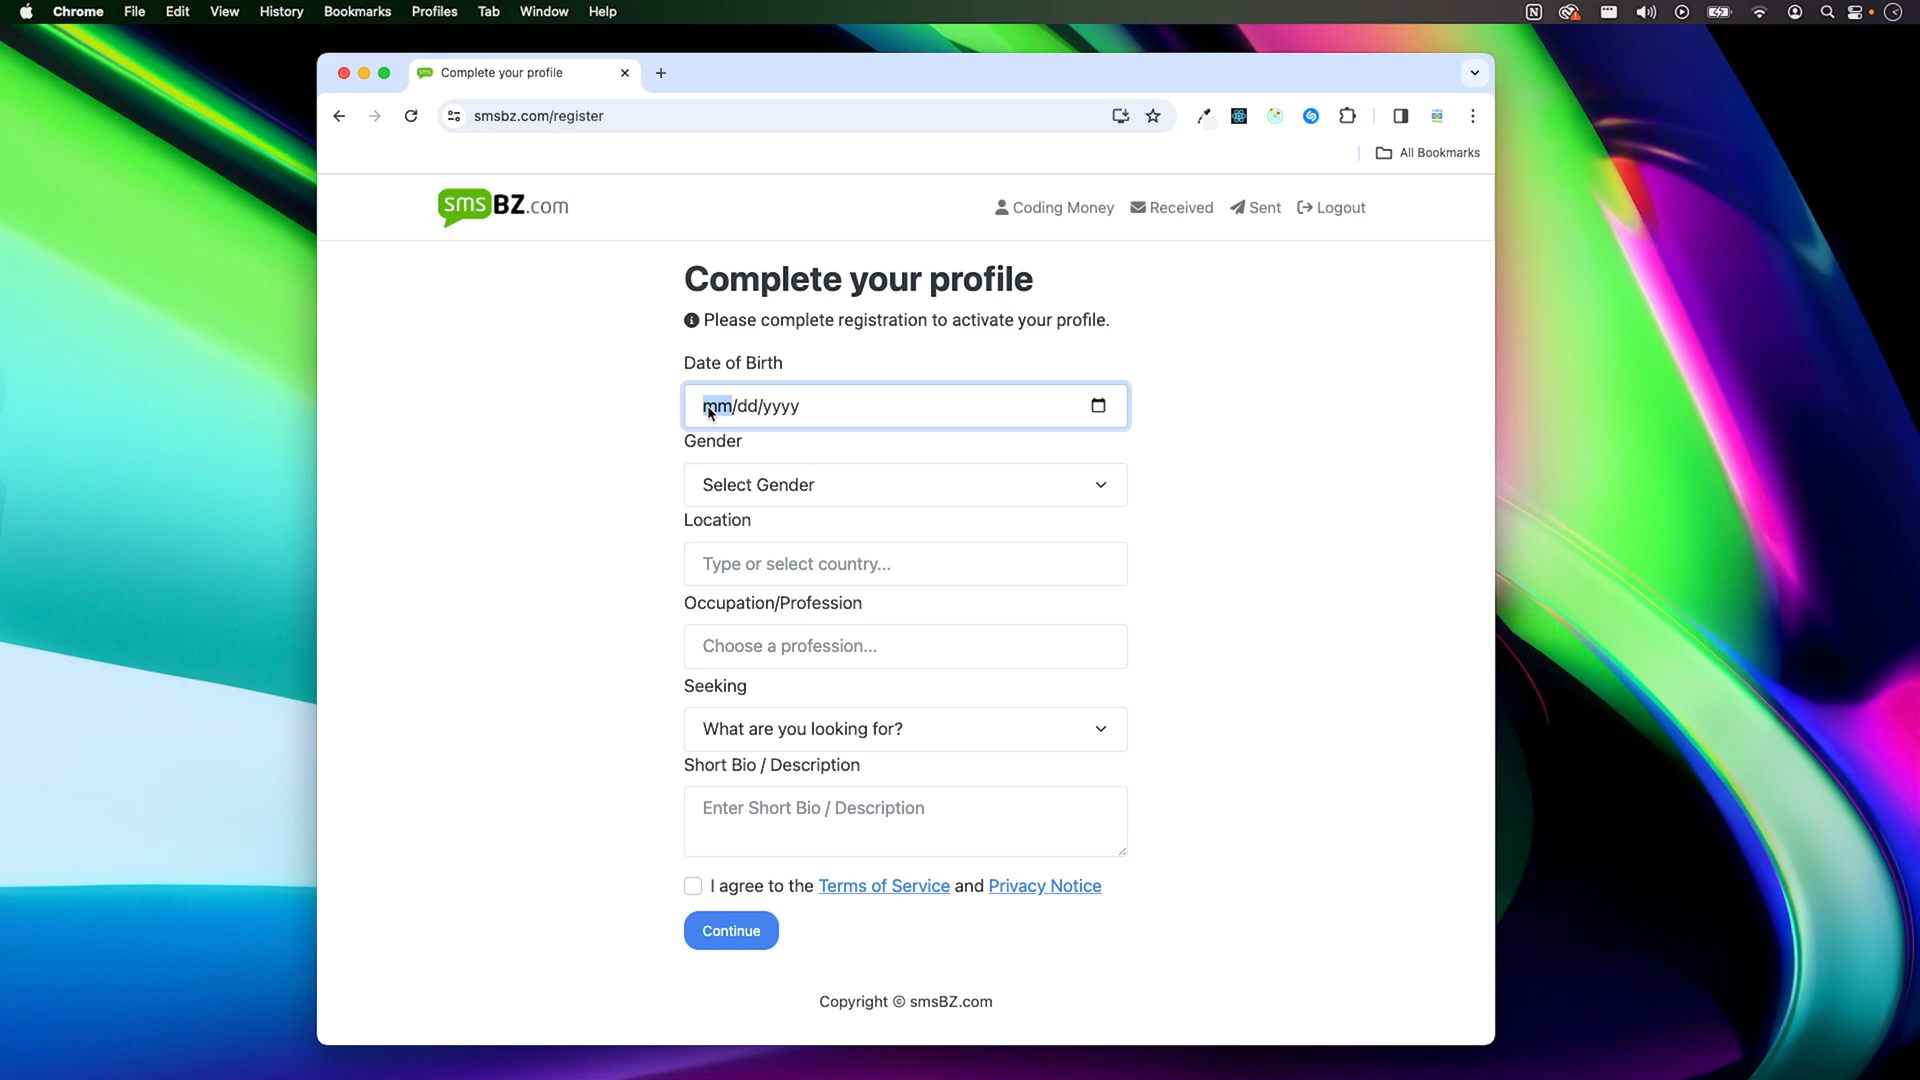 Chrome File Edit View History Bookmarks Profiles Tab Window Help
sms Complete your profile
smsbz.com/register
All Bookmarks
sms BZ.com
Coding Money Received Sent Logout
Complete your profile
Please complete registration to activate your profile.
Date of Birth
mm/dd/yyyy
Gender
Select Gender
Location
Type or select country...
Occupation/Profession
Choose a profession...
Seeking
What are you looking for?
Short Bio / Description
Enter Short Bio / Description
I agree to the Terms of Service and Privacy Notice
Continue
Copyright © smsBZ.com